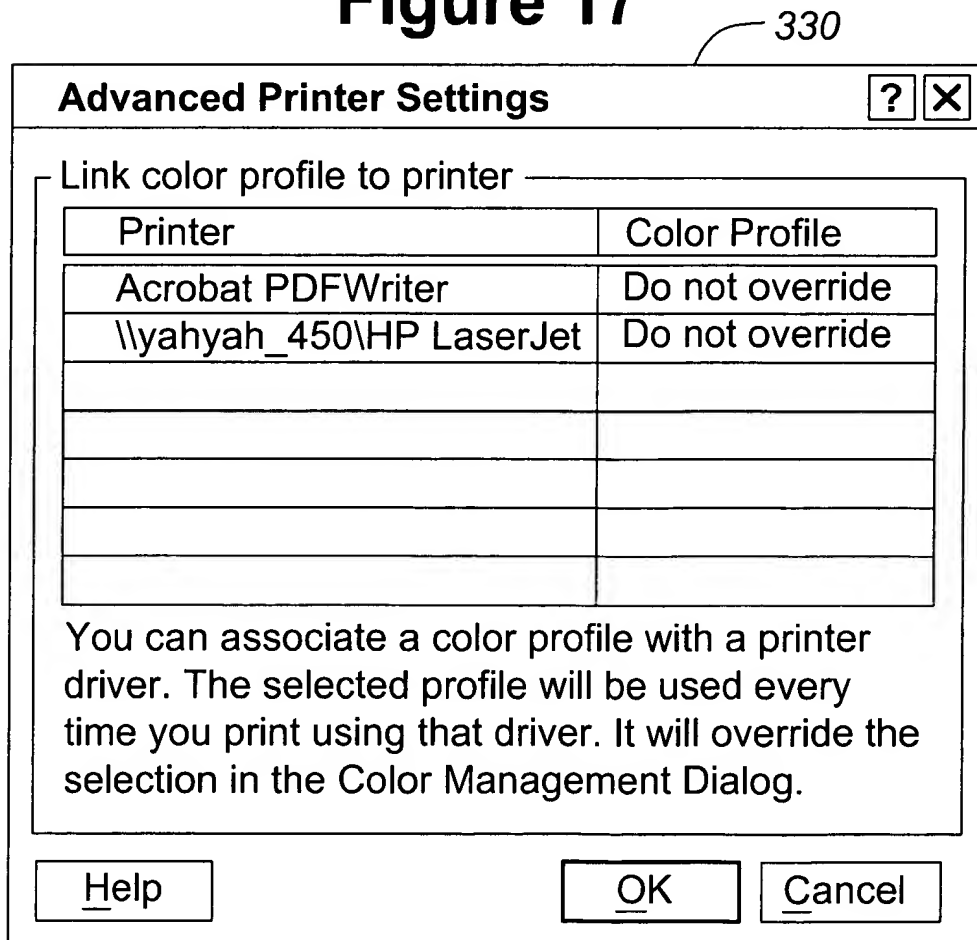 Figure 17
330
Advanced Printer Settings ? X
Link color profile to printer
Printer Color Profile
Acrobat PDFWriter Do not override
\\yahyah_450\HP LaserJet Do not override
You can associate a color profile with a printer
driver. The selected profile will be used every
time you print using that driver. It will override the
selection in the Color Management Dialog.
Help OK Cancel